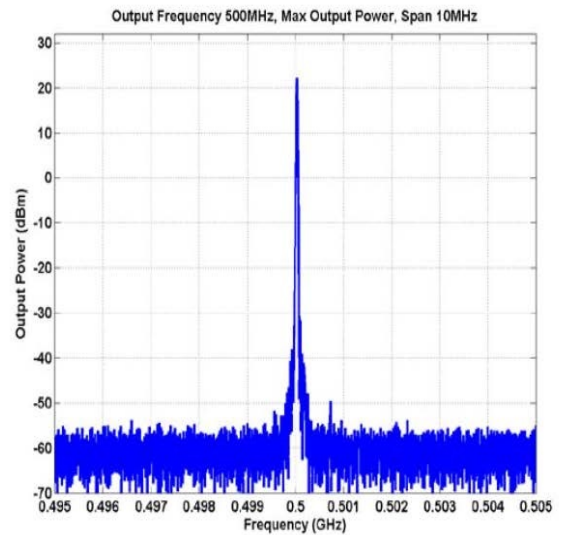 Output Frequency 500MHz, Max Output Power, Span 10MHz
30
20
10
0
-10
-20
-30
-40
-50
-60
-70
Output Power (dBm)
0.495 0.496 0.497 0.498 0.499 0.5 0.501 0.502 0.503 0.504 0.505
Frequency (GHz)